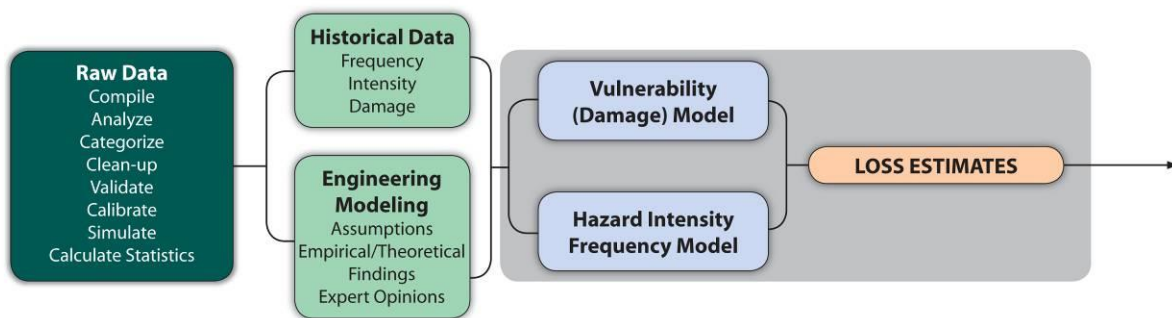 Raw Data
Compile
Analyze
Categorize
Clean-up
Validate
Calibrate
Simulate
Calculate Statistics
Historical Data
Frequency
Intensity
Damage
Engineering
Modeling
Assumptions
Empirical/Theoretical
Findings
Expert Opinions
Vulnerability
(Damage) Model
Hazard Intensity
Frequency Model
LOSS ESTIMATES